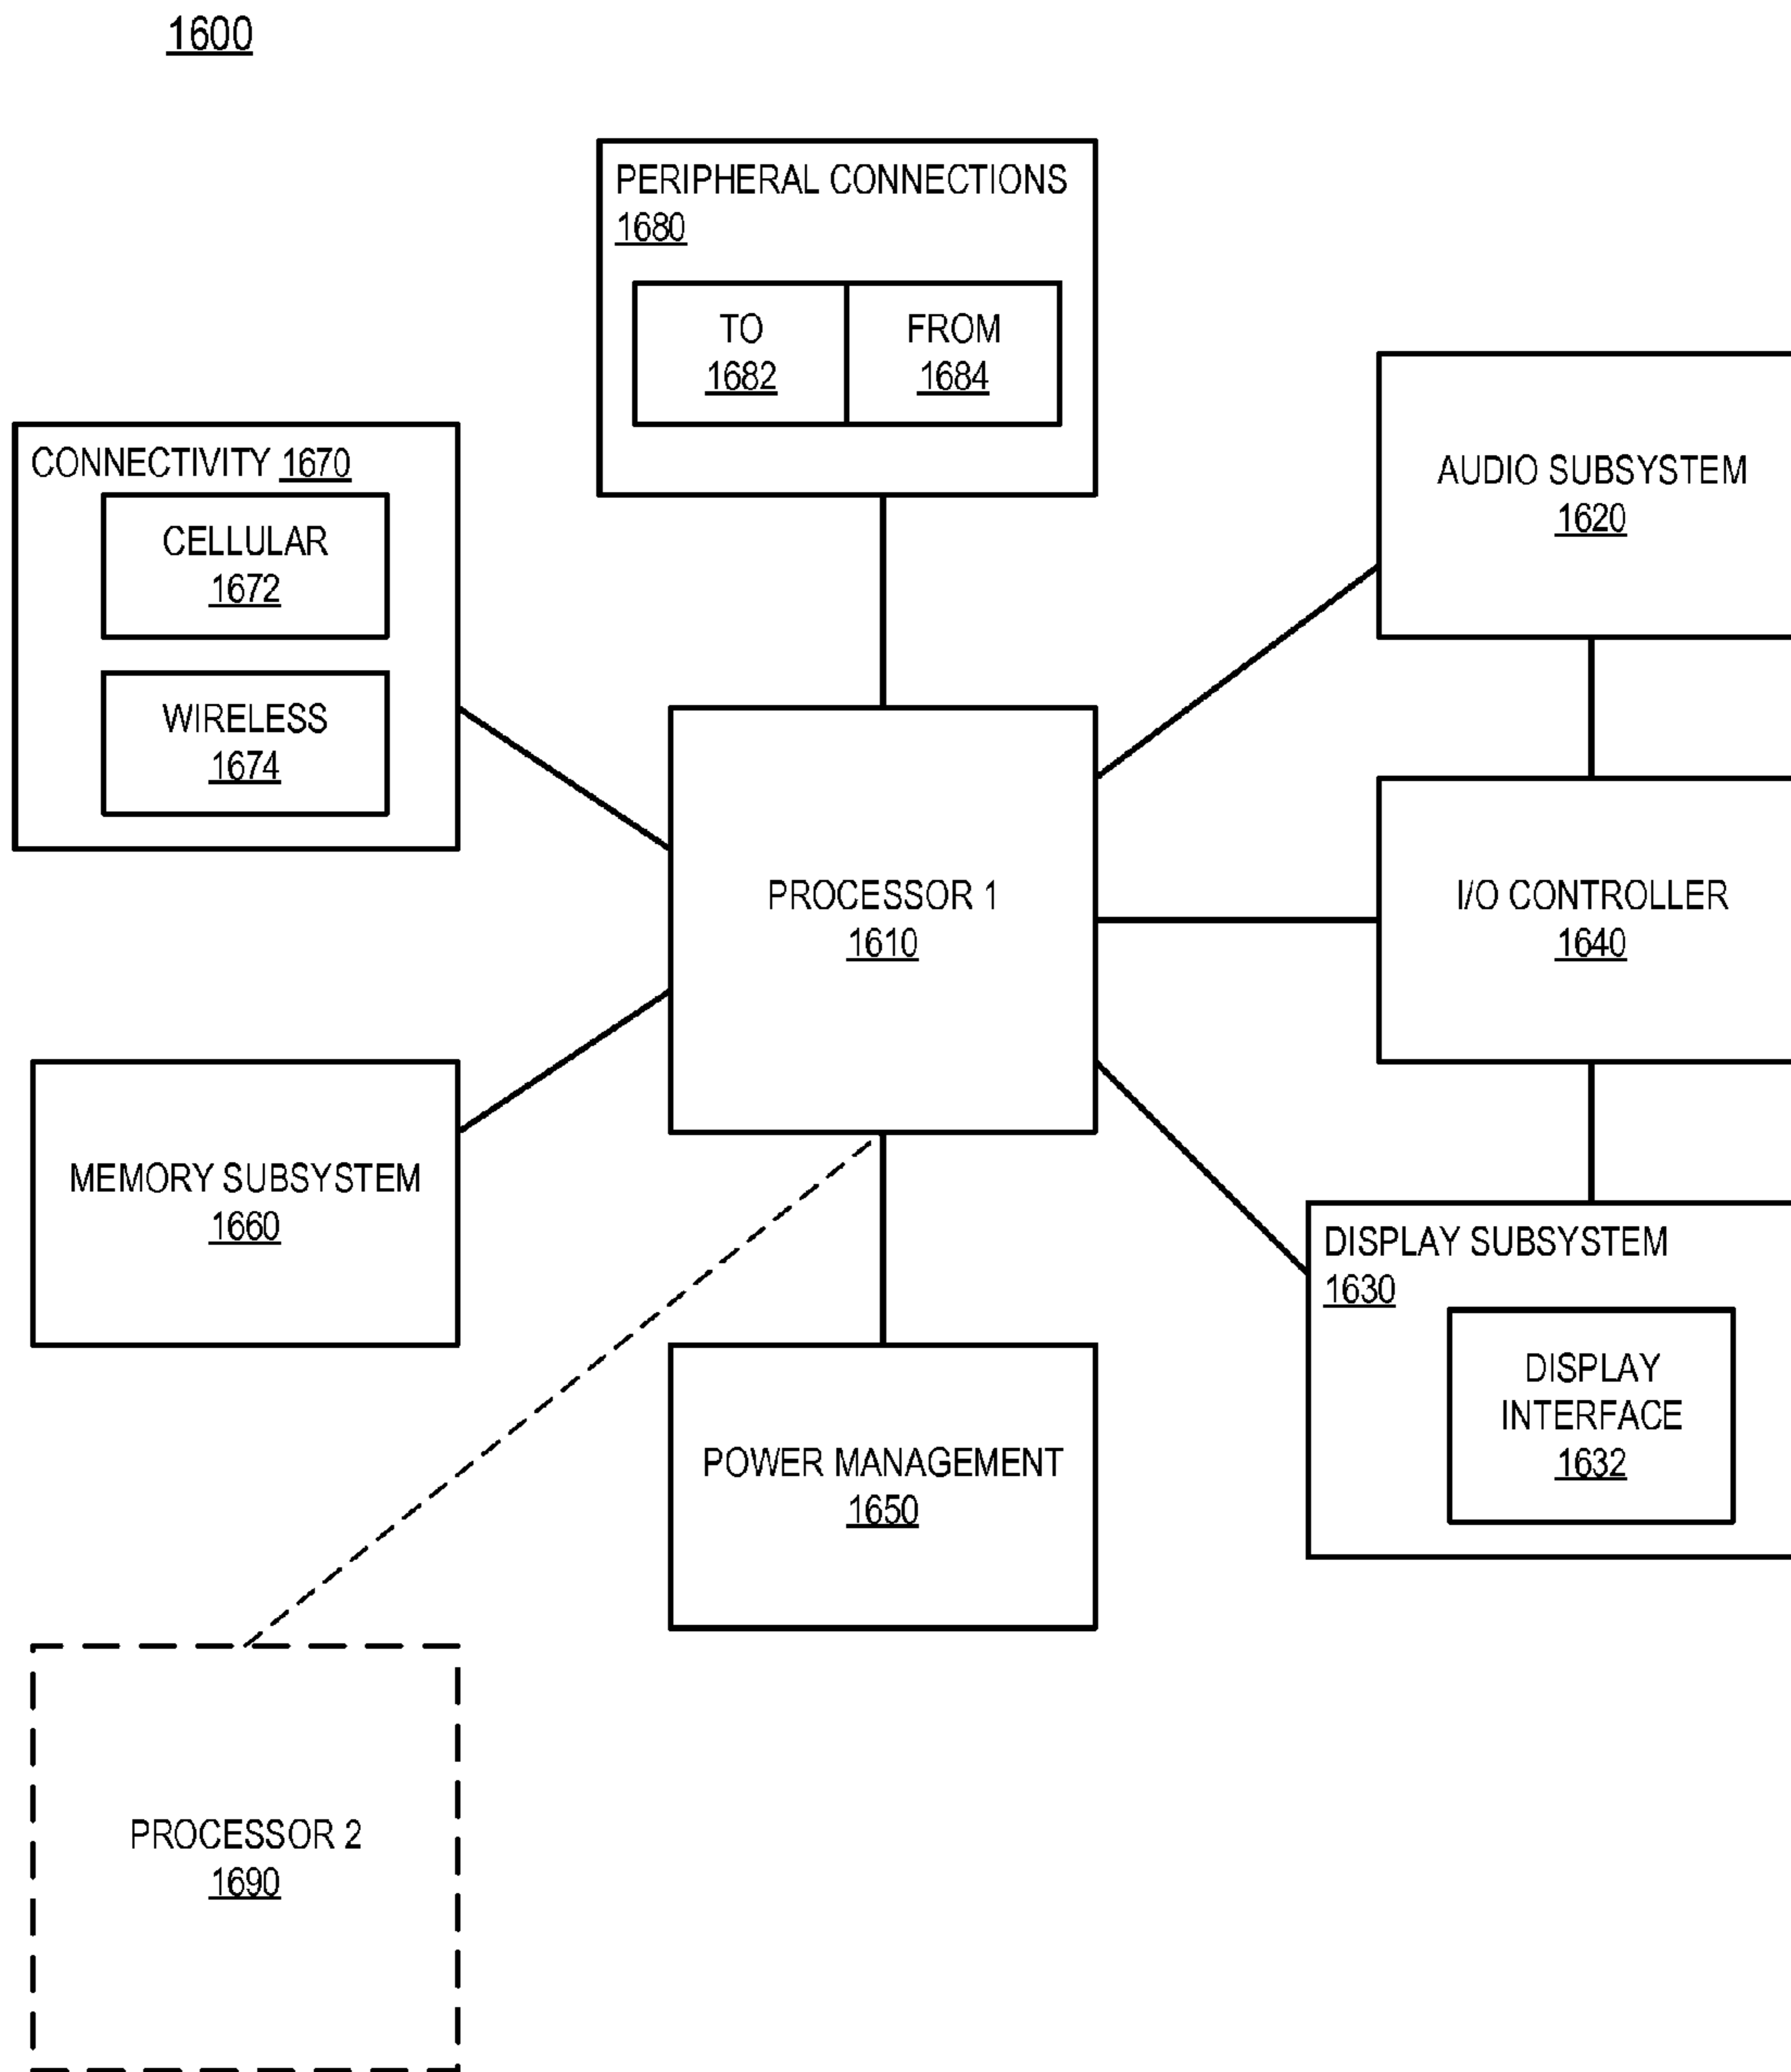 1600
PERIPHERAL CONNECTIONS
1680
TO
1682
FROM
1684
AUDIO SUBSYSTEM
1620
CONNECTIVITY 1670
CELLULAR
1672
WIRELESS
1674
PROCESSOR 1
1610
I/O CONTROLLER
1640
MEMORY SUBSYSTEM
1660
DISPLAY SUBSYSTEM
1630
DISPLAY
INTERFACE
1632
POWER MANAGEMENT
1650
PROCESSOR 2
1690